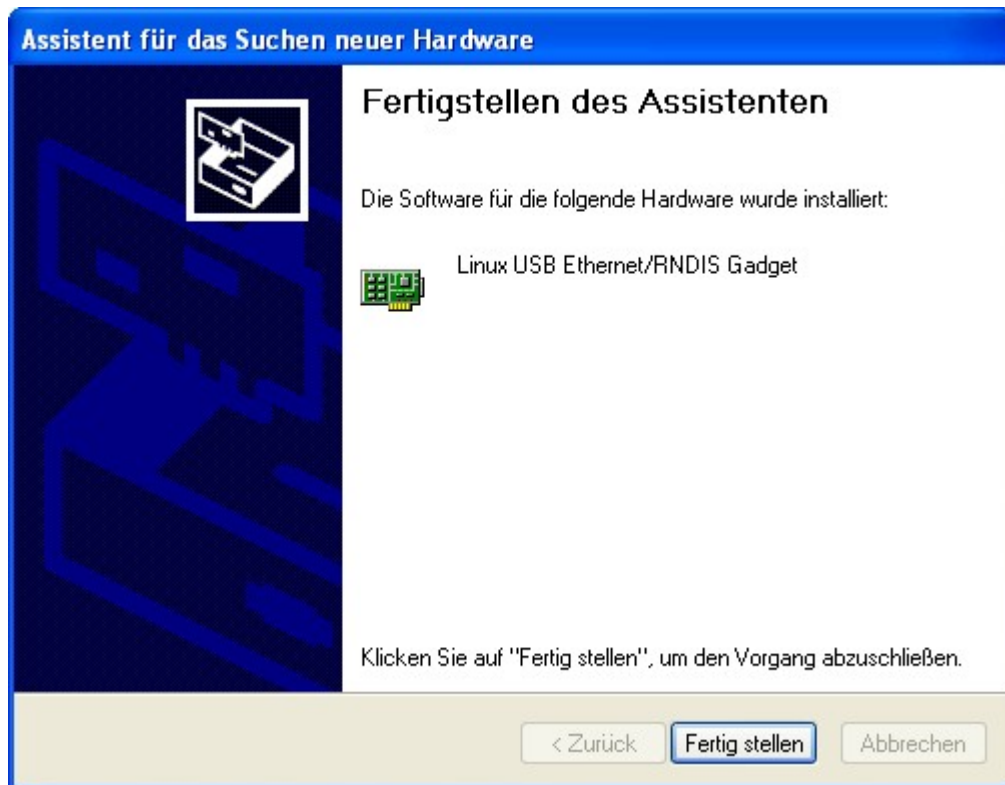 Assistent für das Suchen neuer Hardware
Fertigstellen des Assistenten
Die Software für die folgende Hardware wurde installiert:
Linux USB Ethernet/RNDIS Gadget
Klicken Sie auf "Fertig stellen", um den Vorgang abzuschließen.
< Zurück Fertig stellen Abbrechen